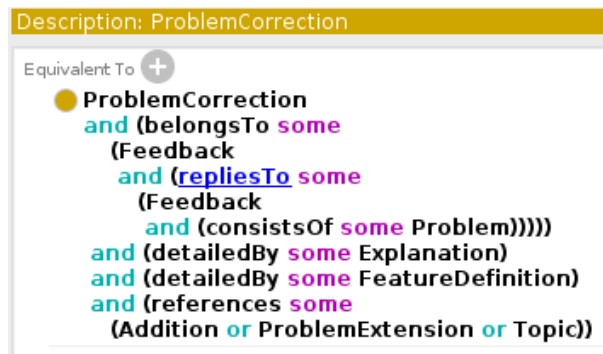 Description: ProblemCorrection
Equivalent To +
ProblemCorrection
and (belongsTo some
(Feedback
and (repliesTo some
(Feedback
and (consistsOf some Problem)))))
and (detailedBy some Explanation)
and (detailedBy some FeatureDefinition)
and (references some
(Addition or ProblemExtension or Topic))